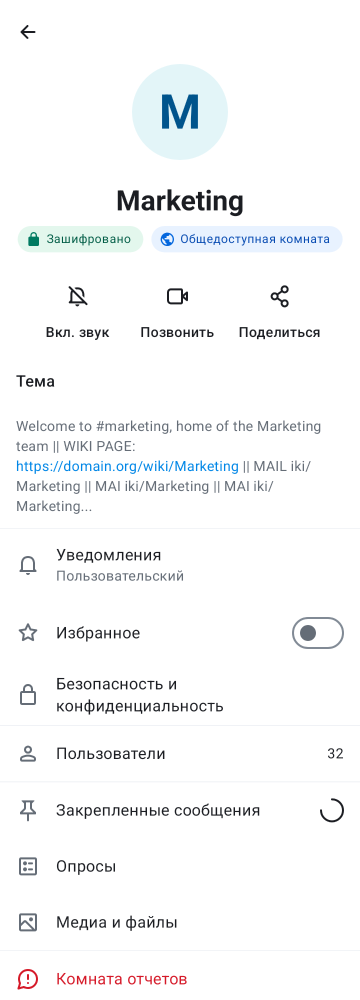 M
Marketing
Зашифровано Общедоступная комната
Вкл. звук Позвонить Поделиться
Тема
Welcome to #marketing, home of the Marketing
team || WIKI PAGE:
https://domain.org/wiki/Marketing || MAIL iki/
Marketing || MAI iki/Marketing || MAI iki/
Marketing...
Уведомления
Пользовательский
Избранное
Безопасность и
конфиденциальность
Пользователи 32
Закрепленные сообщения
Опросы
Медиа и файлы
Комната отчетов